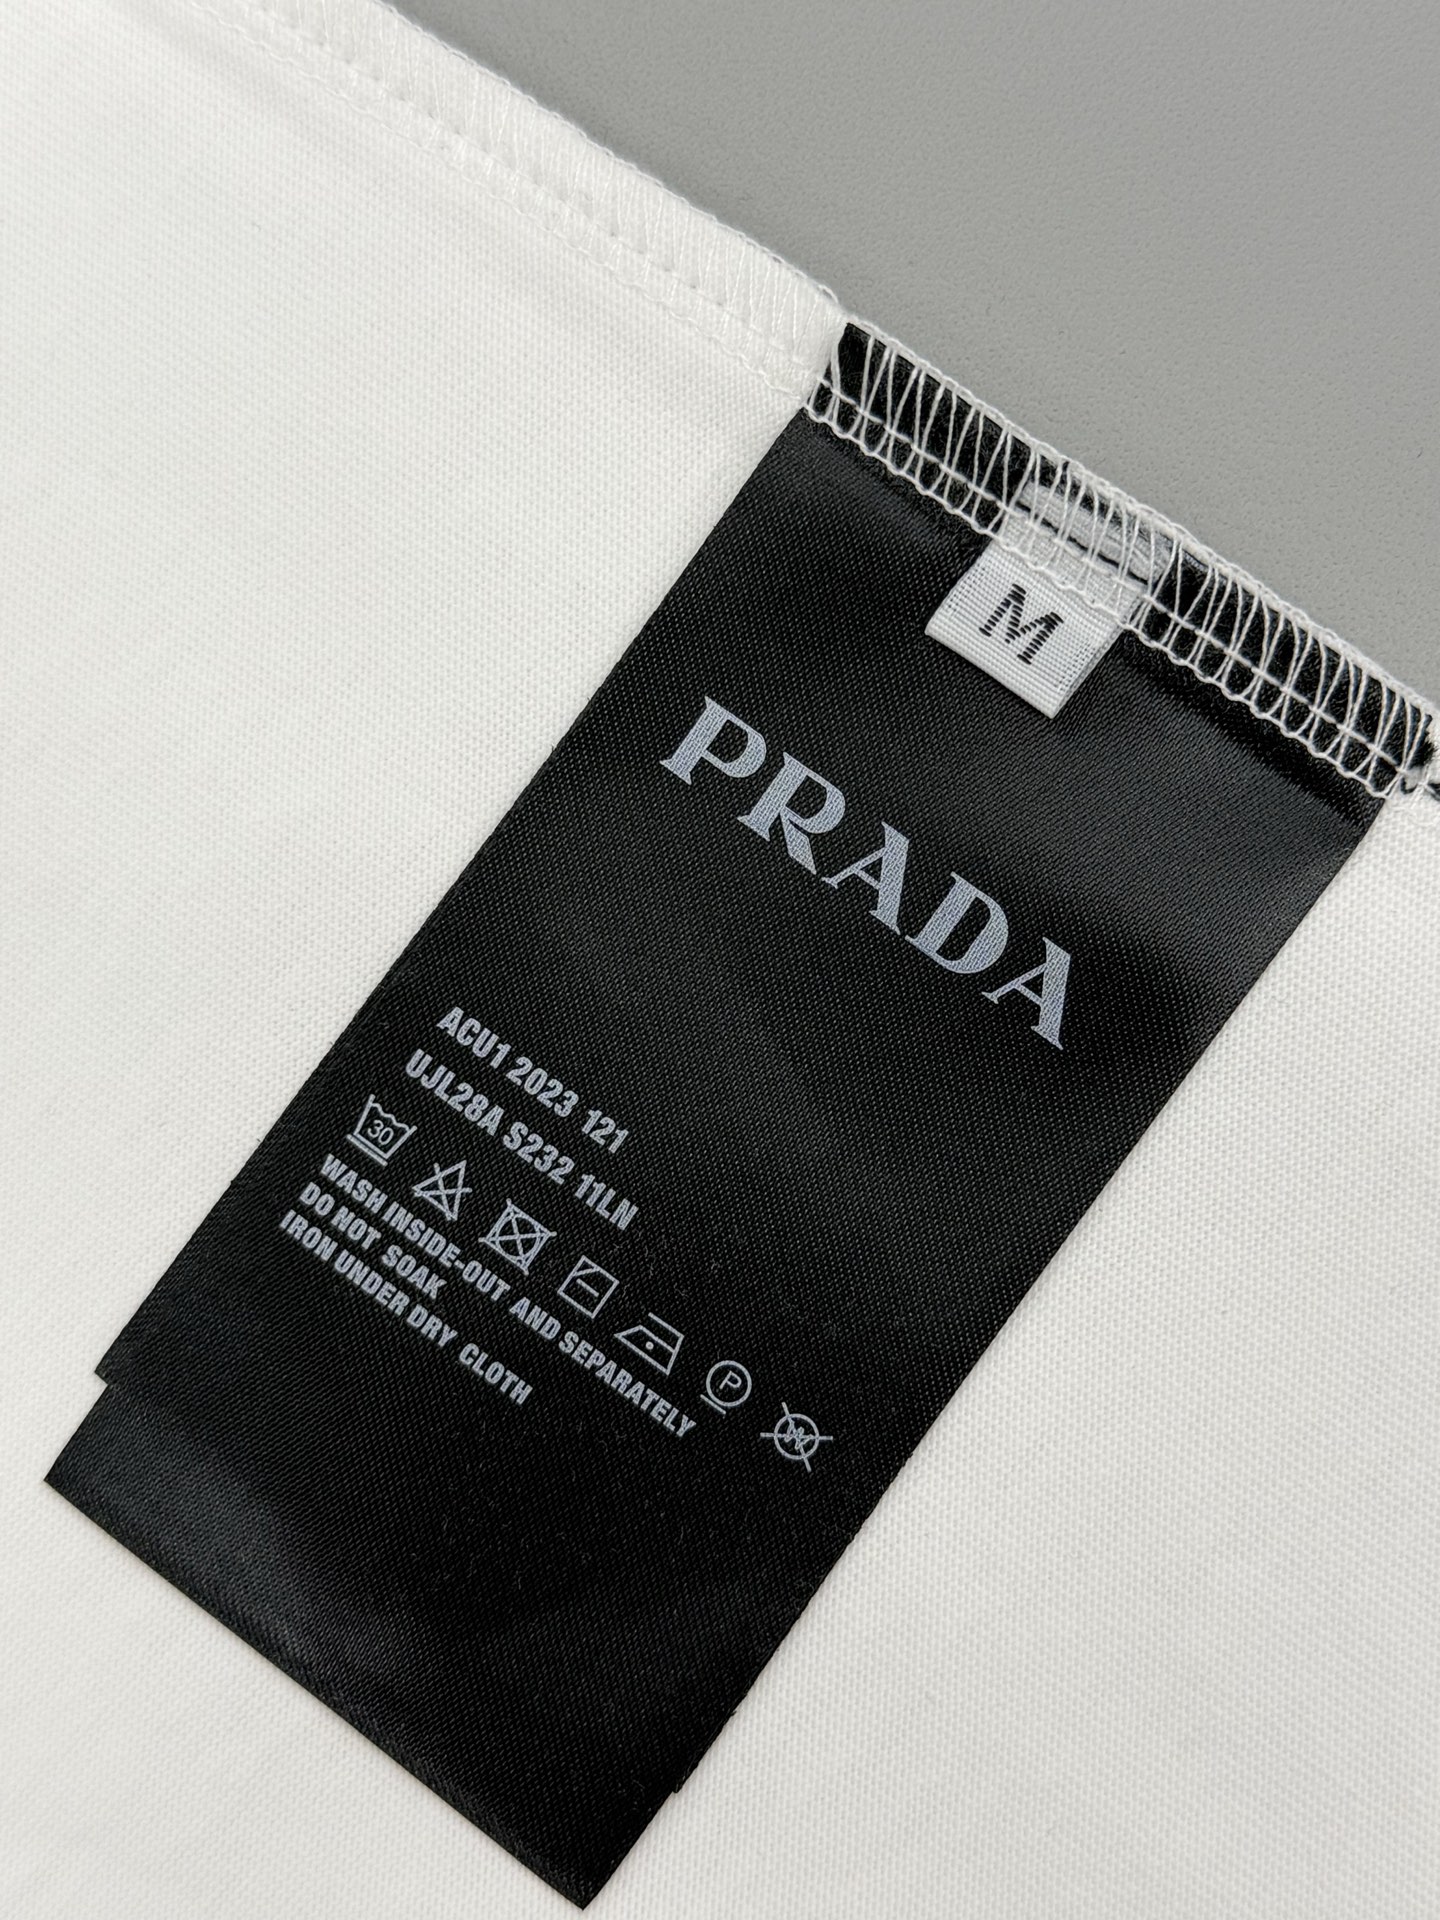 M
PRADA
ACU1 2023 121
UJL28A S232 11LN
30
P
W
WASH INSIDE-OUT AND SEPARATELY
DO NOT SOAK
IRON UNDER DRY CLOTH